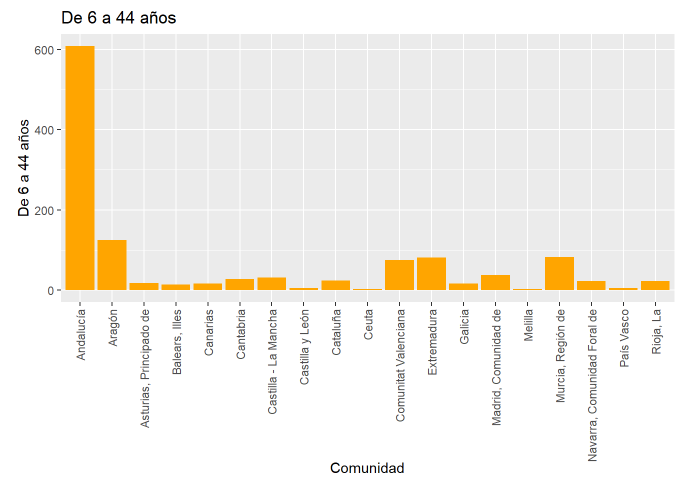 De 6 a 44 años
De 6 a 44 años
600
400
200
0
Andalucía
Aragón
Asturias, Principado de
Balears, Illes
Canarias
Cantabria
Castilla - La Mancha
Castilla y León
Cataluña
Ceuta
Comunitat Valenciana
Extremadura
Galicia
Madrid, Comunidad de
Melilla
Murcia, Región de
Navarra, Comunidad Foral de
País Vasco
Rioja, La
Comunidad